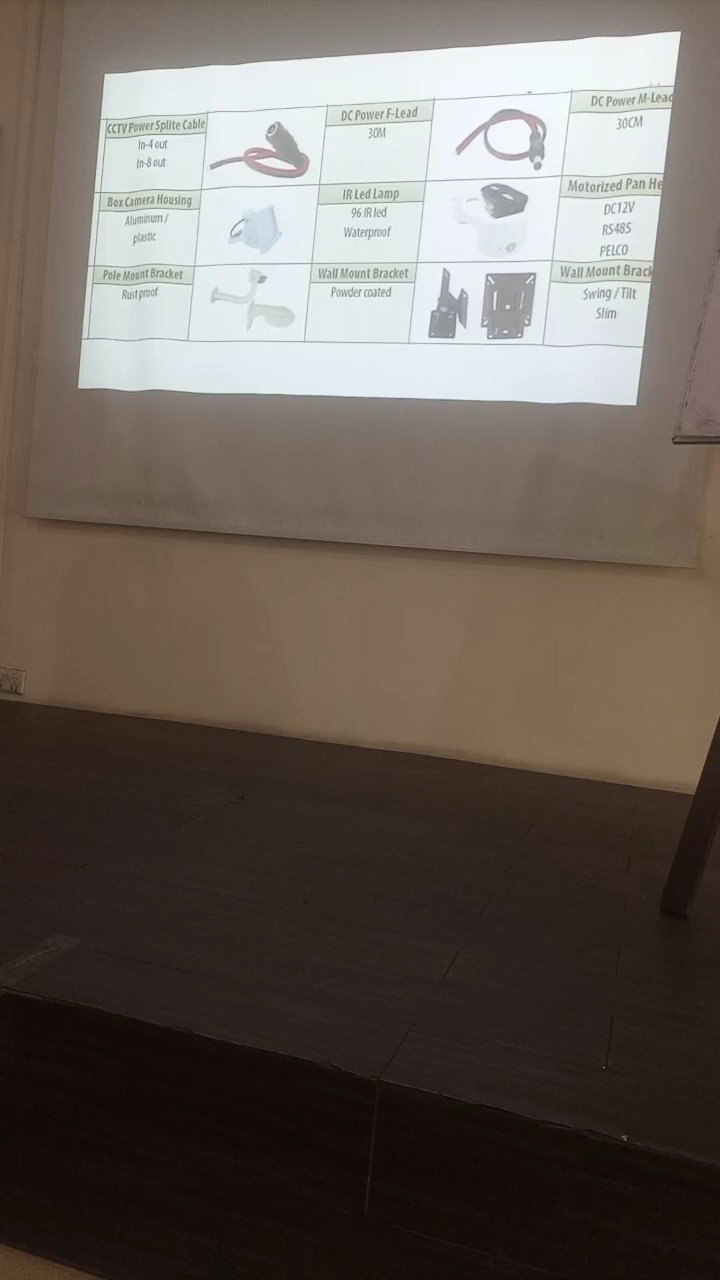 CCTV Power Splite Cable
In-4 out
In-8 out
DC Power F-Lead
30M
DC Power M-Lead
30CM
Box Camera Housing
Aluminum /
plastic
IR Led Lamp
96 IR led
Waterproof
Motorized Pan He
DC12V
RS485
PELCO
Pole Mount Bracket
Rust proof
Wall Mount Bracket
Powder coated
Wall Mount Brack
Swing / Tilt
Slim